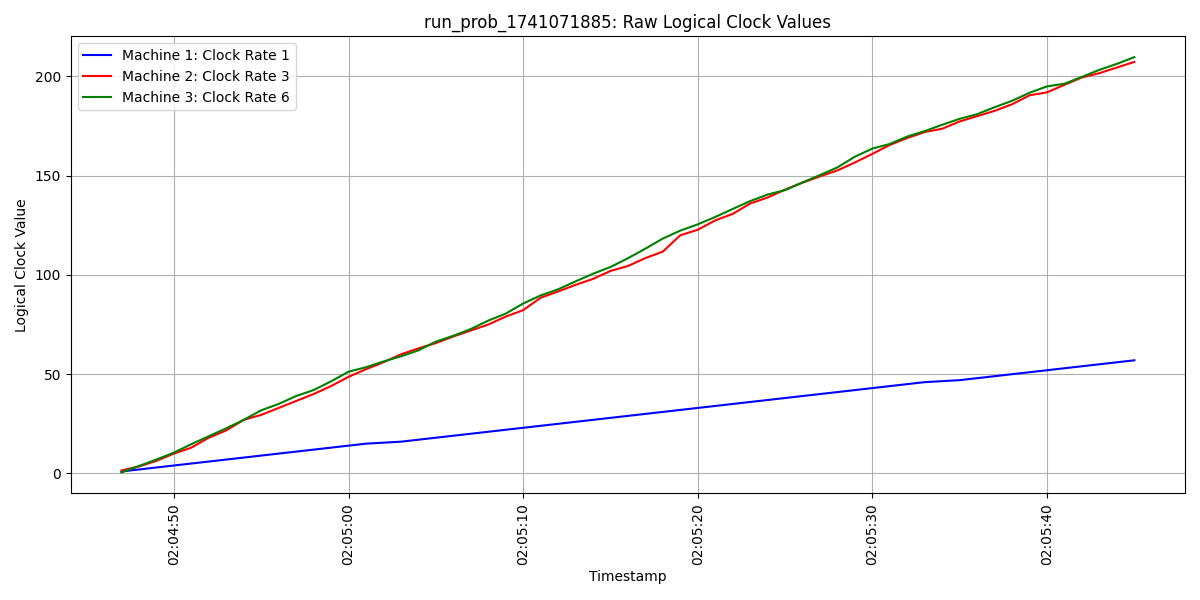 run_prob_1741071885: Raw Logical Clock Values
Machine 1: Clock Rate 1
Machine 2: Clock Rate 3
Machine 3: Clock Rate 6
Logical Clock Value
200
150
100
50
0
02:04:50
02:05:00
02:05:10
02:05:20
02:05:30
02:05:40
Timestamp